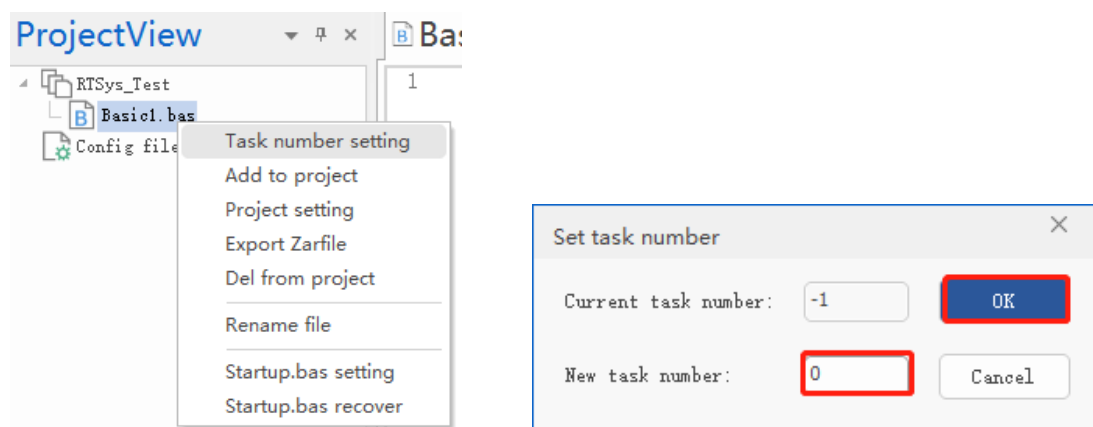 ProjectView
Bas
1
RTSys_Test
B Basic1.bas
Config file
Task number setting
Add to project
Project setting
Export Zarfile
Del from project
Rename file
Startup.bas setting
Startup.bas recover
Set task number
Current task number: -1
OK
New task number: 0
Cancel